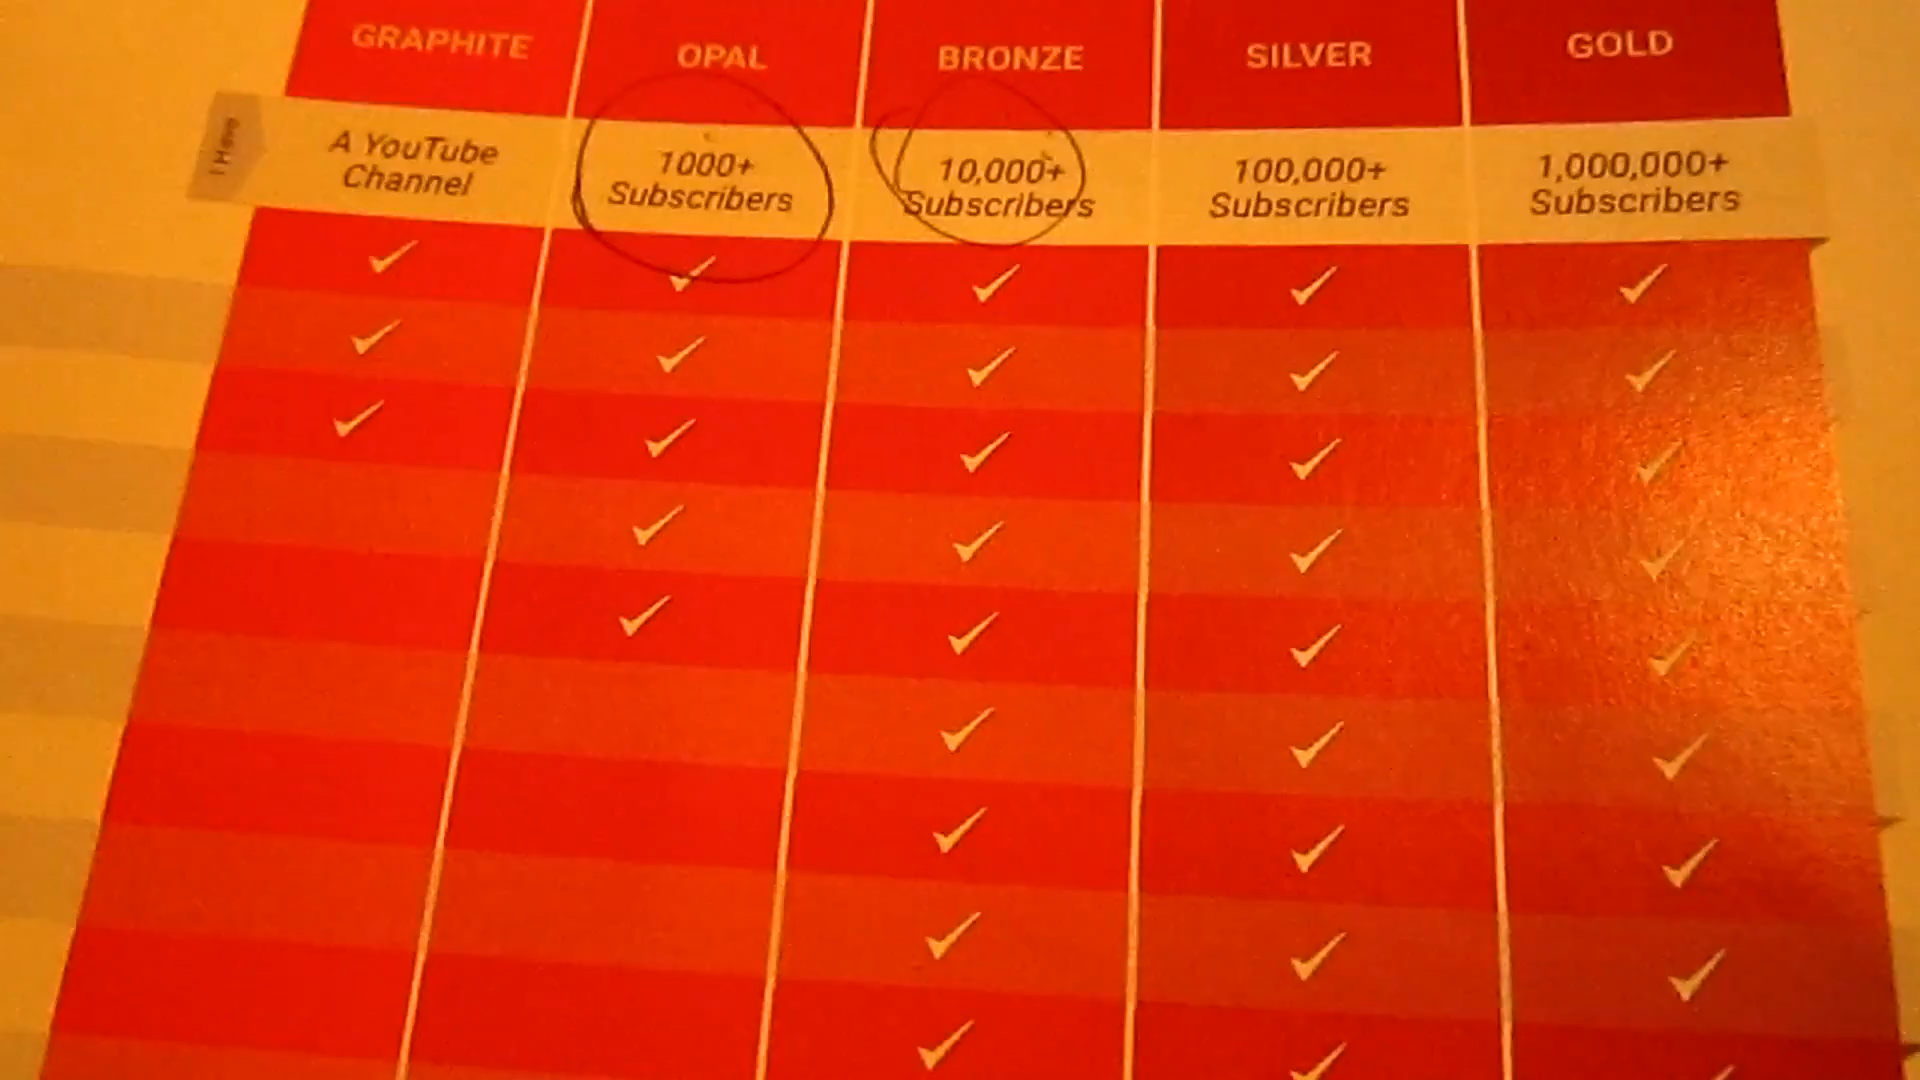 GRAPHITE
OPAL
BRONZE
SILVER
GOLD
I Have
A YouTube
Channel
1000+
Subscribers
10,000+
Subscribers
100,000+
Subscribers
1,000,000+
Subscribers